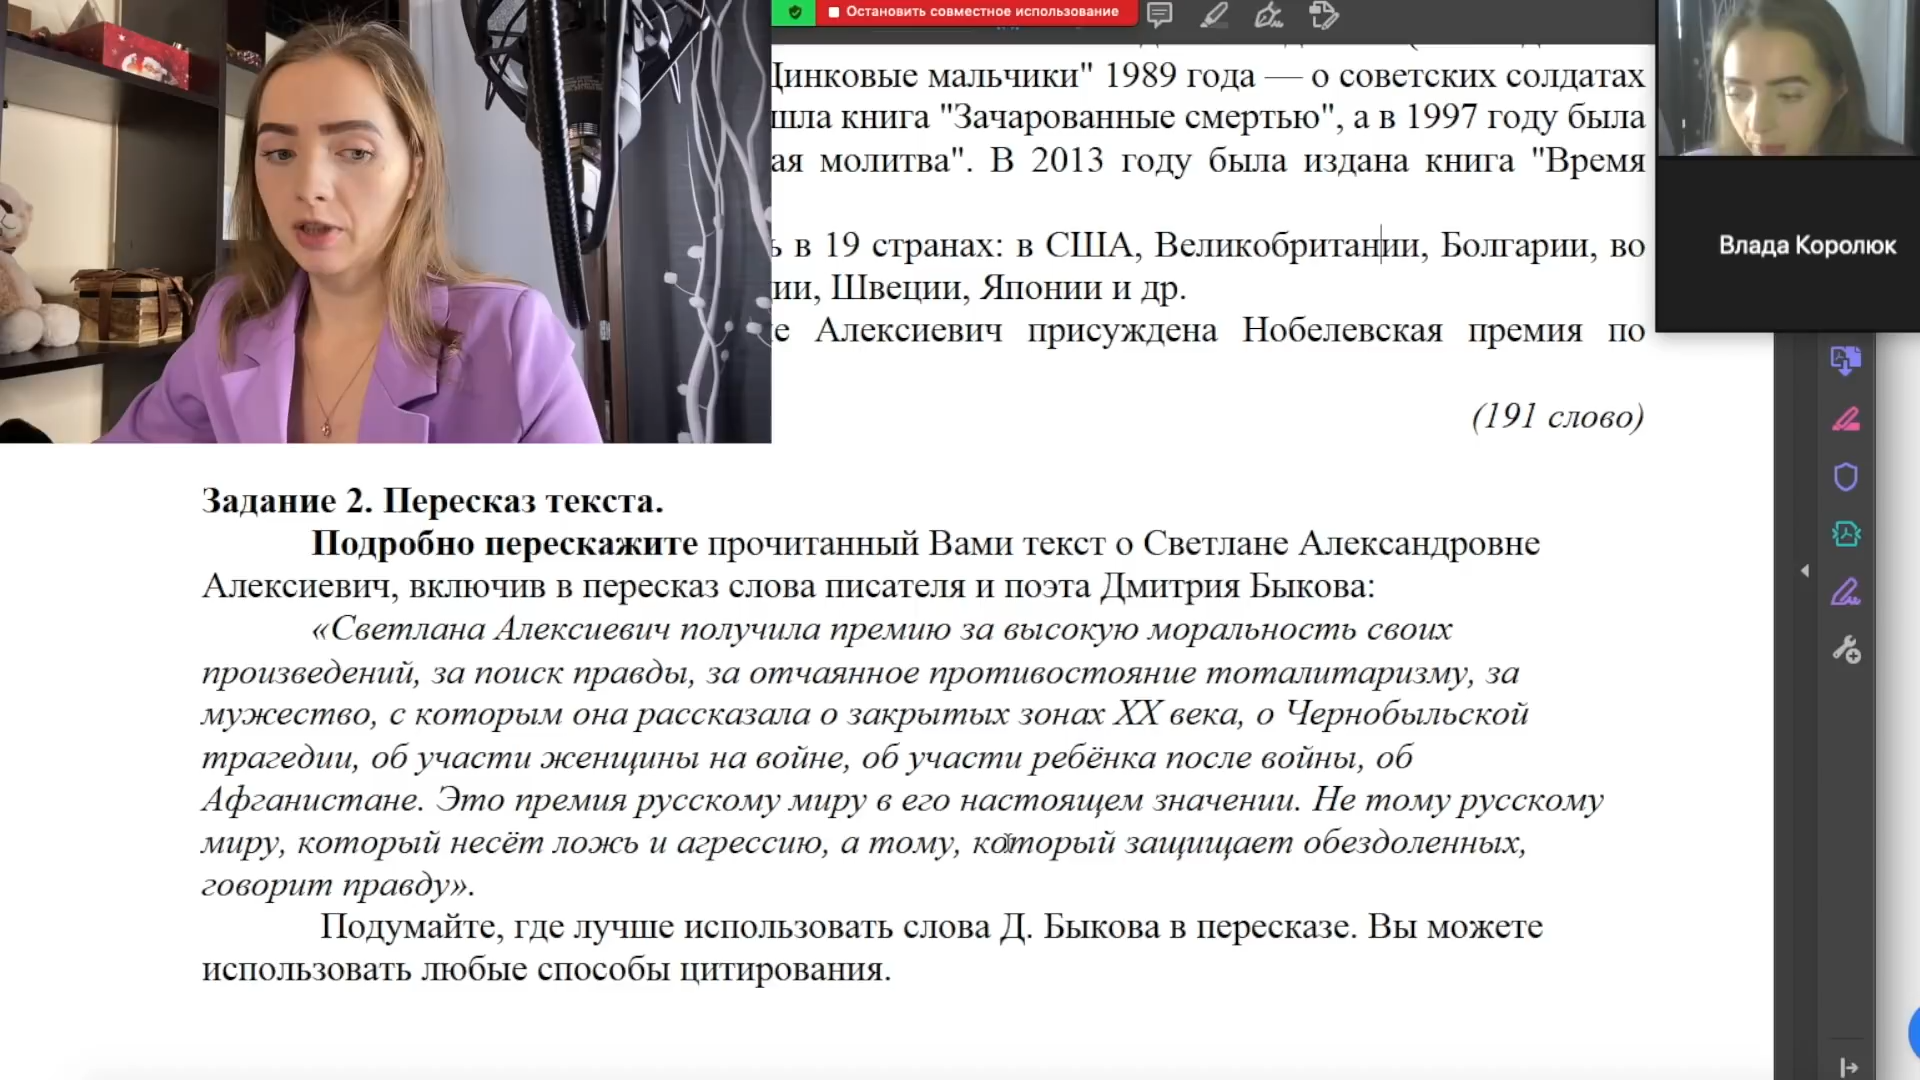 Остановить совместное использование
"Цинковые мальчики" 1989 года — о советских солдатах
шла книга "Зачарованные смертью", а в 1997 году была
ая молитва". В 2013 году была издана книга "Время
ь в 19 странах: в США, Великобритании, Болгарии, во
ии, Швеции, Японии и др.
е Алексиевич присуждена Нобелевская премия по
(191 слово)
Влада Королюк
Задание 2. Пересказ текста.
Подробно перескажите прочитанный Вами текст о Светлане Александровне
Алексиевич, включив в пересказ слова писателя и поэта Дмитрия Быкова:
«Светлана Алексиевич получила премию за высокую моральность своих
произведений, за поиск правды, за отчаянное противостояние тоталитаризму, за
мужество, с которым она рассказала о закрытых зонах XX века, о Чернобыльской
трагедии, об участи женщины на войне, об участи ребёнка после войны, об
Афганистане. Это премия русскому миру в его настоящем значении. Не тому русскому
миру, который несёт ложь и агрессию, а тому, который защищает обездоленных,
говорит правду».
Подумайте, где лучше использовать слова Д. Быкова в пересказе. Вы можете
использовать любые способы цитирования.